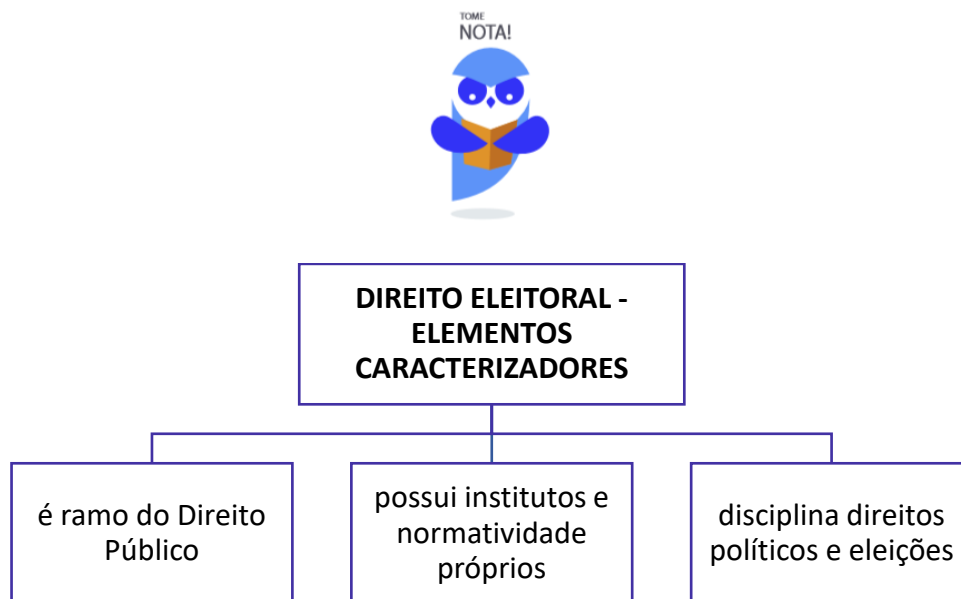 TOME
NOTA!
DIREITO ELEITORAL -
ELEMENTOS
CARACTERIZADORES
é ramo do Direito
Público
possui institutos e
normatividade
próprios
disciplina direitos
políticos e eleições